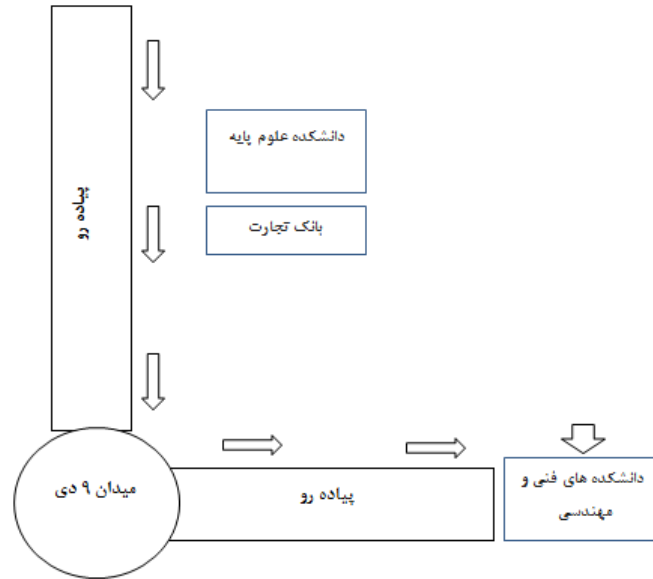 دانشکده علوم پایه
پیاده رو
بانک تجارت
میدان ۹ دی
پیاده رو
دانشکده های فنی و
مهندسی